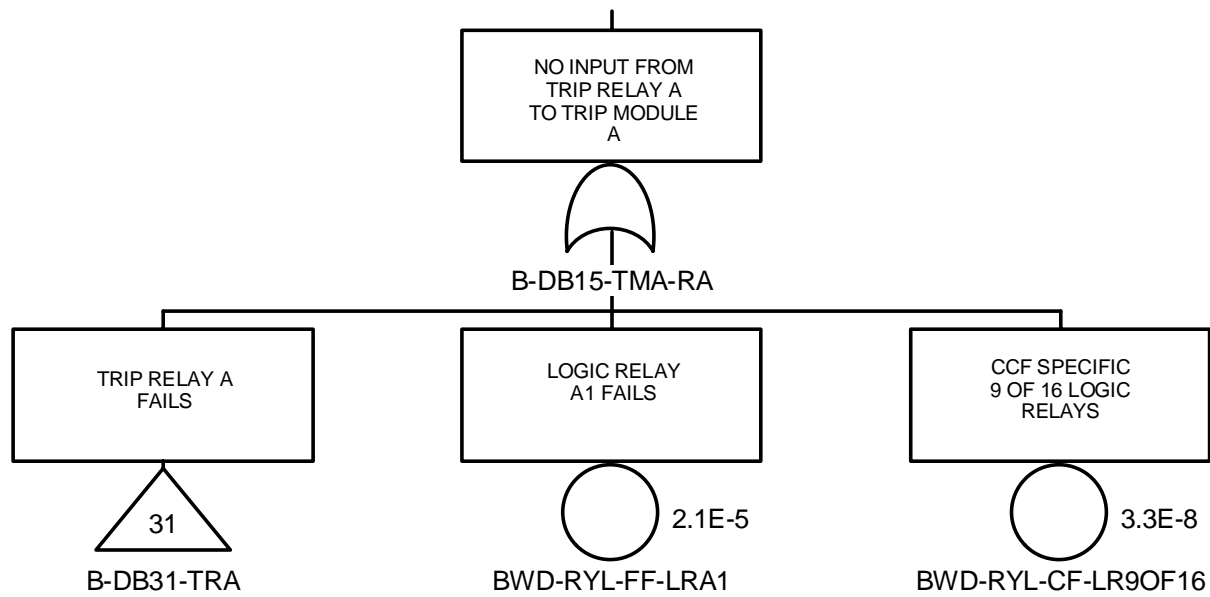 NO INPUT FROM
TRIP RELAY A
TO TRIP MODULE
A
B-DB15-TMA-RA
TRIP RELAY A
FAILS
31
B-DB31-TRA
LOGIC RELAY
A1 FAILS
2.1E-5
BWD-RYL-FF-LRA1
CCF SPECIFIC
9 OF 16 LOGIC
RELAYS
3.3E-8
BWD-RYL-CF-LR9OF16